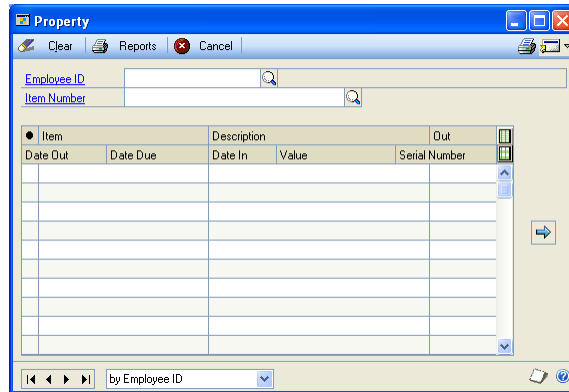 Property
Clear Reports Cancel
Employee ID
Item Number
Item Description Out
Date Out Date Due Date In Value Serial Number
by Employee ID